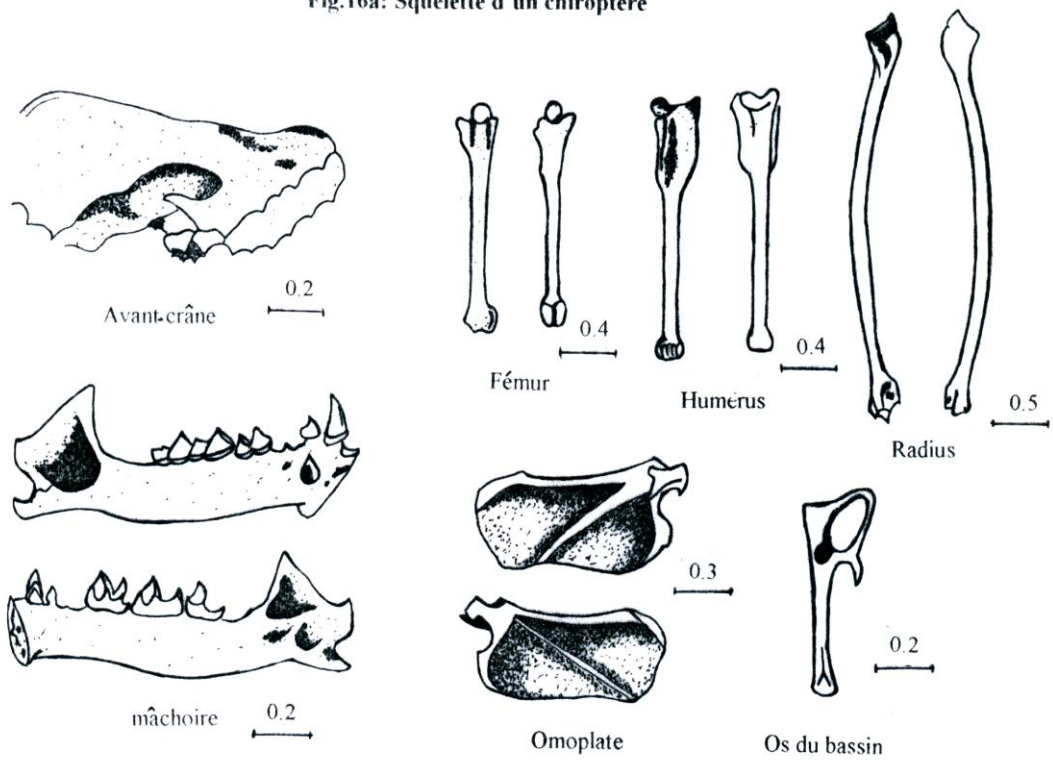 Fig.16a: Squelette d'un chiroptère
Avant-crâne
0.2
Fémur
0.4
Humérus
0.4
Radius
0.5
mâchoire
0.2
Omoplate
0.3
Os du bassin
0.2